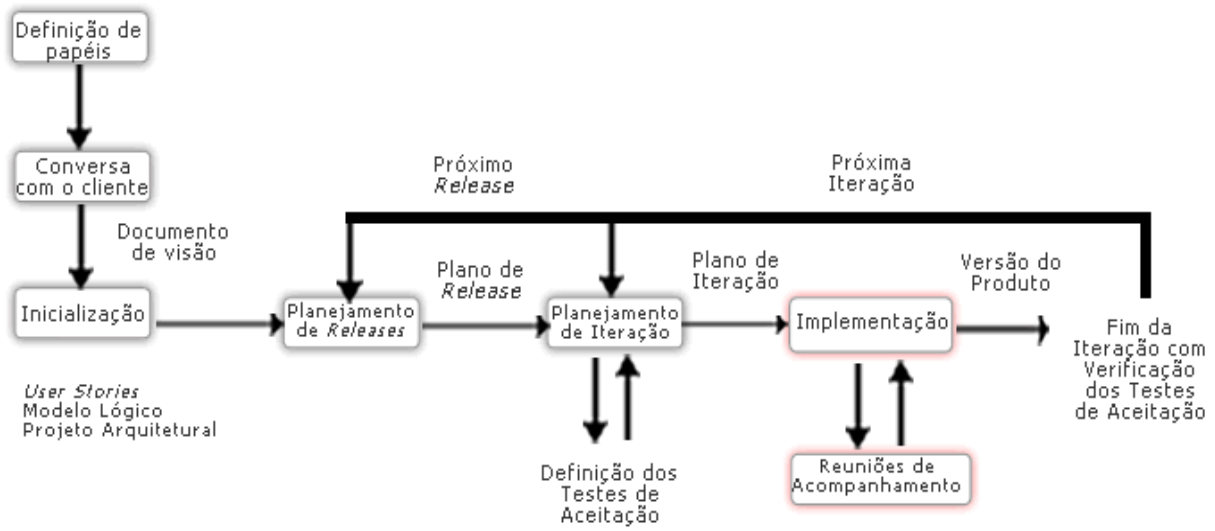 Definição de
papéis
Conversa
com o cliente
Documento
de visão
Inicialização
User Stories
Modelo Lógico
Projeto Arquitetural
Próximo
Release
Próxima
Iteração
Planejamento
de Releases
Plano de
Release
Planejamento
de Iteração
Plano de
Iteração
Implementação
Versão do
Produto
Fim da
Iteração com
Verificação
dos Testes
de Aceitação
Definição dos
Testes de
Aceitação
Reuniões de
Acompanhamento